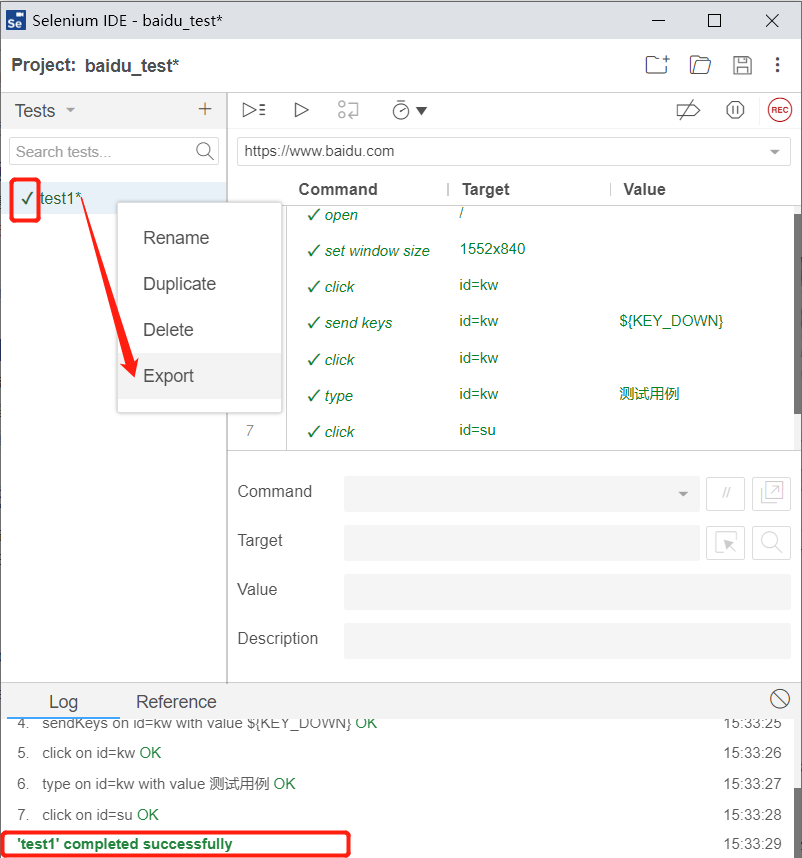 Selenium IDE - baidu_test*
Project: baidu_test*
Tests
REC
Search tests...
https://www.baidu.com
Command Target Value
test1*
Rename
Duplicate
Delete
Export
open /
set window size 1552x840
click id=kw
send keys id=kw ${KEY_DOWN}
click id=kw
type id=kw 测试用例
7 click id=su
Command
//
Target
Value
Description
Log Reference
4. sendKeys on id=kw with value ${KEY_DOWN} OK 15:33:25
5. click on id=kw OK 15:33:26
6. type on id=kw with value 测试用例 OK 15:33:27
7. click on id=su OK 15:33:28
'test1' completed successfully 15:33:29